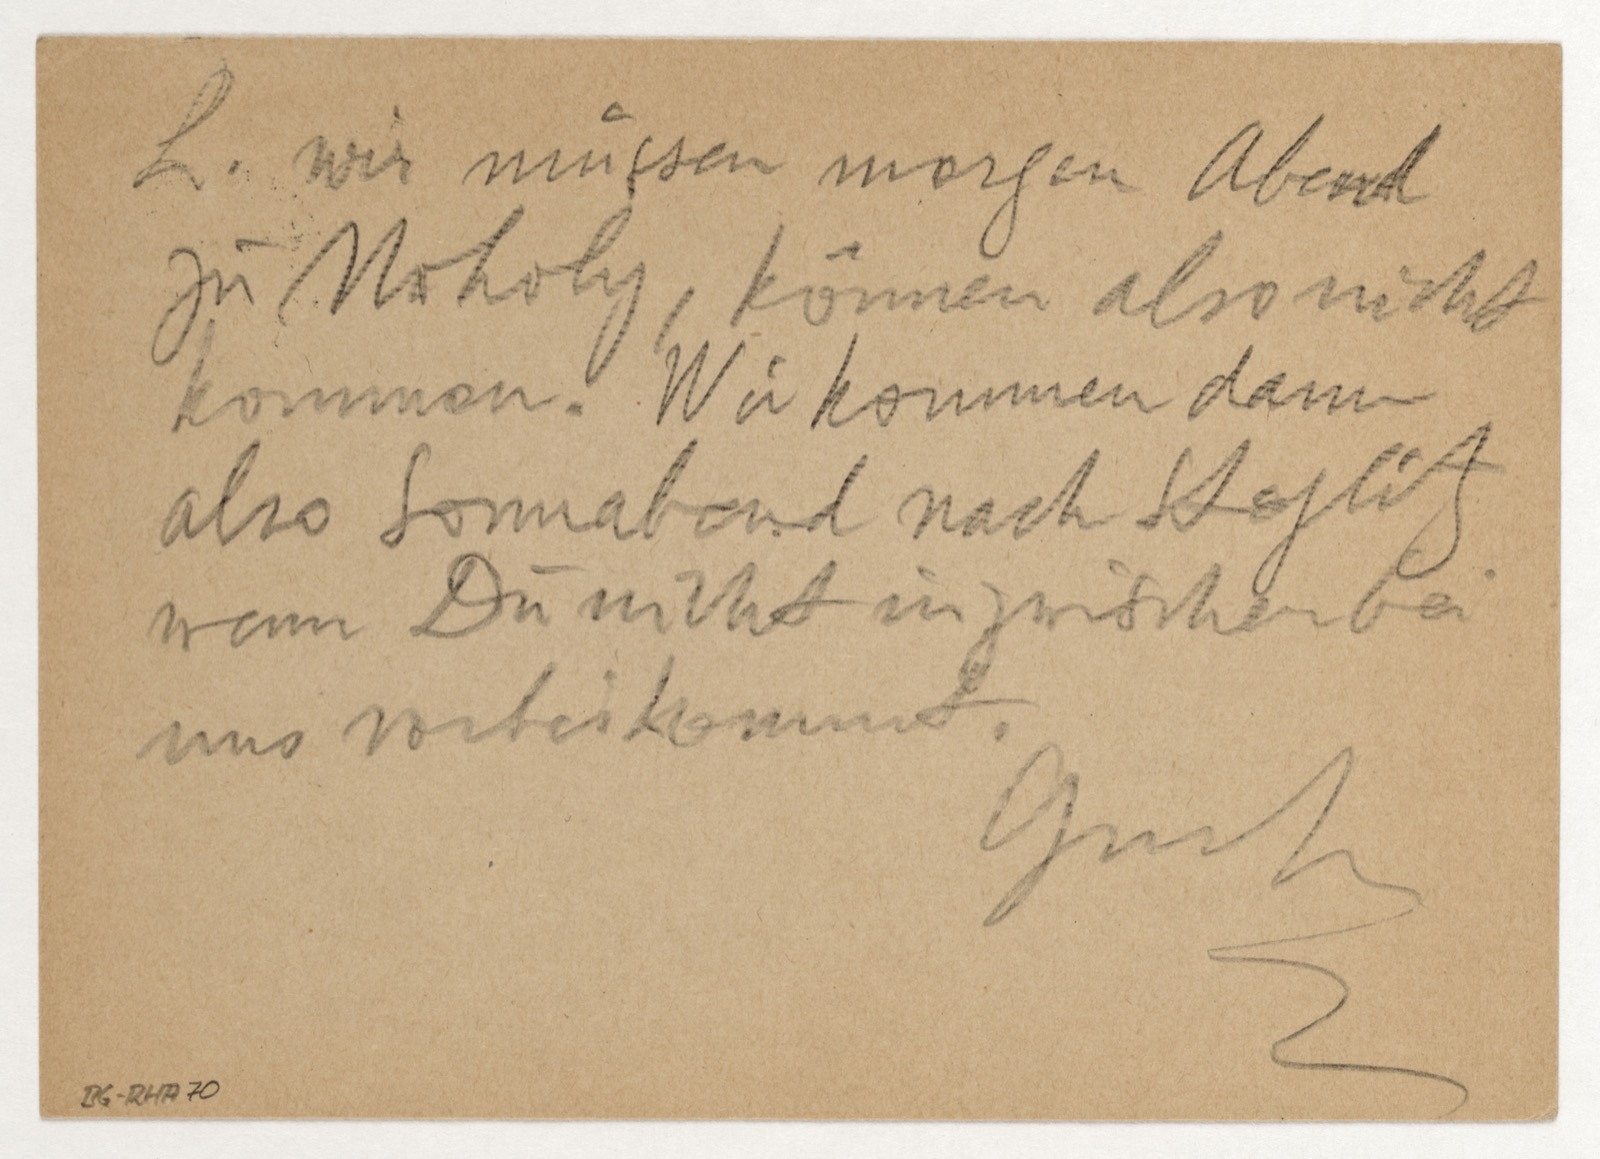 L. wir müssen morgen Abend
zu Moholy, können also nicht
kommen. Wir kommen dann
also Sonnabend nach Steglitz
wenn Du nicht inzwischen bei
uns vorbeikommst.
BG-RHA 70